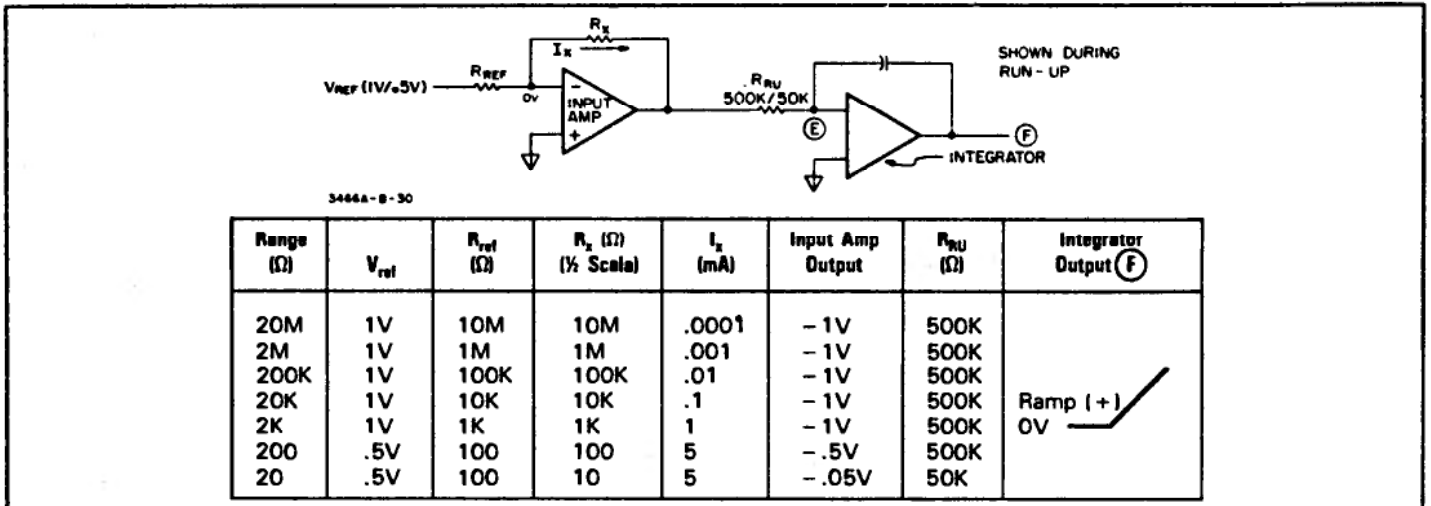 Rx
Ix
SHOWN DURING
RUN-UP
VREF (1V/.5V)
RREF
0V
INPUT
AMP
−
+
RRU
500K/50K
E
F
INTEGRATOR
3466A-B-30
Range (Ω) Vref Rref (Ω) Rx (Ω) (½ Scale) Ix (mA) Input Amp Output RRU (Ω) Integrator Output F
20M 1V 10M 10M .0001 −1V 500K
2M 1V 1M 1M .001 −1V 500K
200K 1V 100K 100K .01 −1V 500K
20K 1V 10K 10K .1 −1V 500K Ramp (+)
2K 1V 1K 1K 1 −1V 500K 0V
200 .5V 100 100 5 −.5V 500K
20 .5V 100 10 5 −.05V 50K